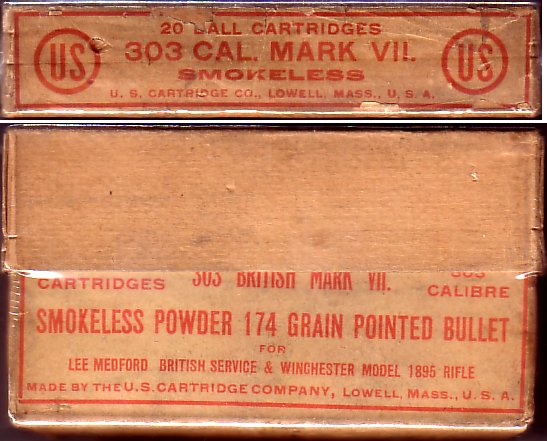 20 BALL CARTRIDGES
US 303 CAL. MARK VII. US
SMOKELESS
U. S. CARTRIDGE CO., LOWELL, MASS., U. S. A.
CARTRIDGES 303 BRITISH MARK VII. 303
CALIBRE
SMOKELESS POWDER 174 GRAIN POINTED BULLET
FOR
LEE MEDFORD BRITISH SERVICE & WINCHESTER MODEL 1895 RIFLE
MADE BY THE U.S. CARTRIDGE COMPANY, LOWELL, MASS., U. S. A.